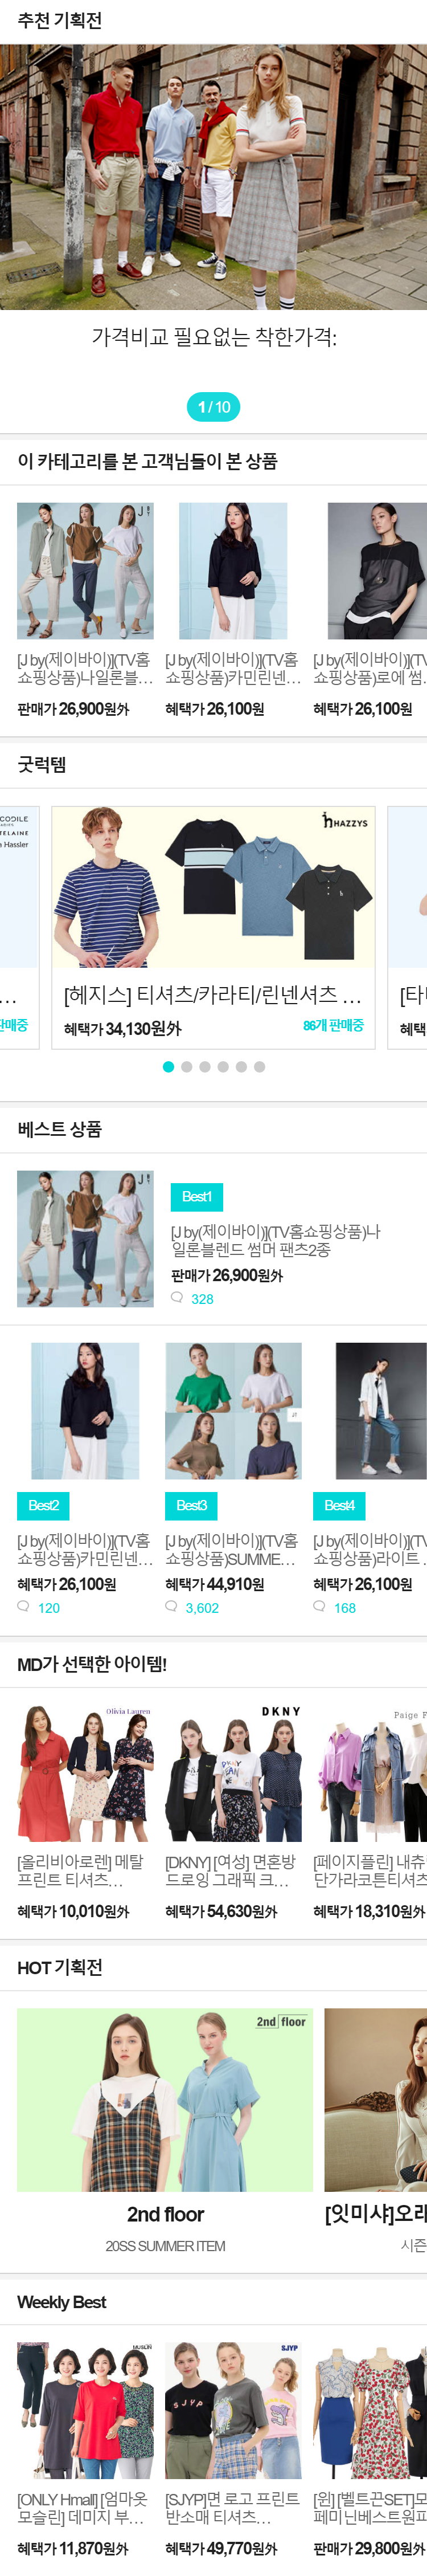 추천 기획전
가격비교 필요없는 착한가격:
1 / 10
이 카테고리를 본 고객님들이 본 상품
[J by(제이바이)](TV홈
쇼핑상품)나일론블...
판매가 26,900원외
[J by(제이바이)](TV홈
쇼핑상품)카민린넨...
혜택가 26,100원
[J by(제이바이)](TV
쇼핑상품)로에 썸.
혜택가 26,100원
굿럭템
TELAINE
Hassler
...
판매중
HAZZYS
[헤지스] 티셔츠/카라티/린넨셔츠 ...
혜택가 34,130원외
86개 판매중
혜택
베스트 상품
Best1
[J by(제이바이)](TV홈쇼핑상품)나
일론블렌드 썸머 팬츠2종
판매가 26,900원외
328
Best2
[J by(제이바이)](TV홈
쇼핑상품)카민린넨...
혜택가 26,100원
120
Best3
[J by(제이바이)](TV홈
쇼핑상품)SUMME...
혜택가 44,910원
3,602
Best4
[J by(제이바이)](TV
쇼핑상품)라이트 .
혜택가 26,100원
168
MD가 선택한 아이템!
Olivia Lauren
[올리비아로렌] 메탈
프린트 티셔츠...
혜택가 10,010원외
DKNY
[DKNY] [여성] 면혼방
드로잉 그래픽 크...
혜택가 54,630원외
Paige F
[페이지플린] 내츄
단가라코튼티셔츠
혜택가 18,310원외
HOT 기획전
2nd floor
2nd floor
20SS SUMMER ITEM
[잇미샤]오래
시즌
Weekly Best
MUSLIN
[ONLY Hmall] [엄마옷
모슬린] 데미지 부...
혜택가 11,870원외
SJYP
SJYP
[SJYP]면 로고 프린트
반소매 티셔츠...
혜택가 49,770원외
[윈] [벨트끈SET]모
페미닌베스트원피
판매가 29,800원외